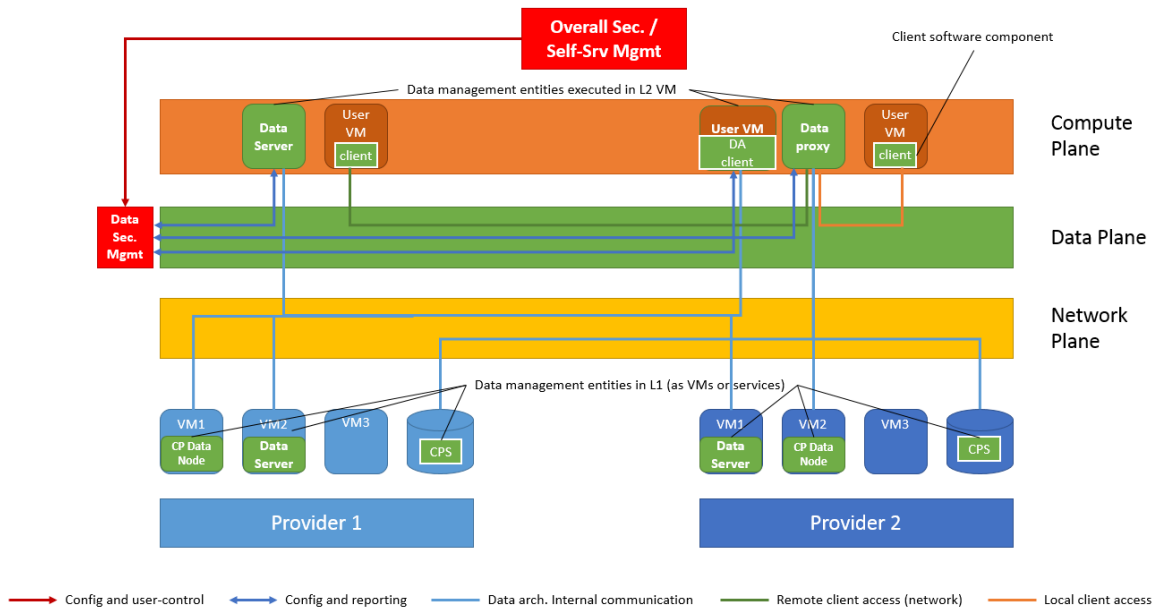 Overall Sec. /
Self-Srv Mgmt
Client software component
Data management entities executed in L2 VM
Data
Server
User
VM
client
User VM
DA
client
Data
proxy
User
VM
client
Compute
Plane
Data
Sec.
Mgmt
Data Plane
Network
Plane
Data management entities in L1 (as VMs or services)
VM1
CP Data
Node
VM2
Data
Server
VM3
CPS
VM1
Data
Server
VM2
CP Data
Node
VM3
CPS
Provider 1
Provider 2
Config and user-control
Config and reporting
Data arch. Internal communication
Remote client access (network)
Local client access